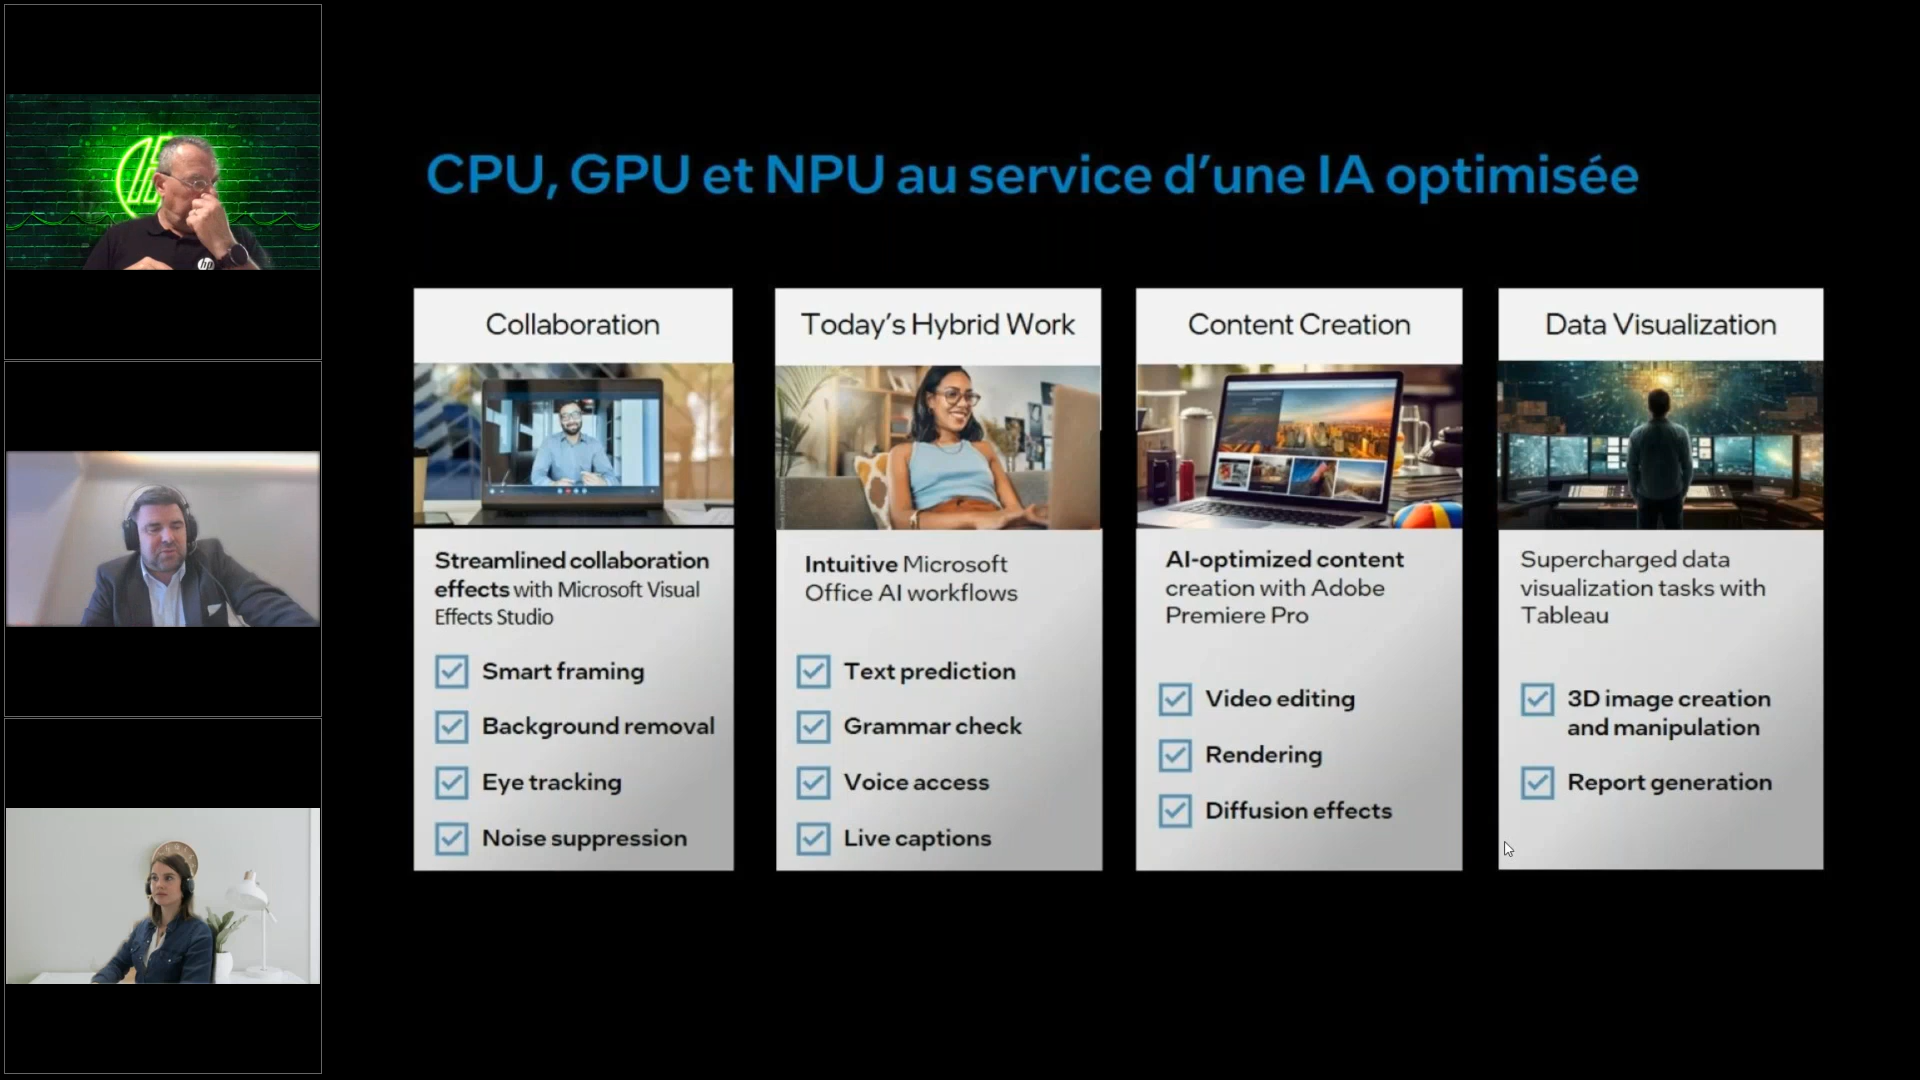 CPU, GPU et NPU au service d’une IA optimisée
Collaboration
Streamlined collaboration
effects with Microsoft Visual
Effects Studio
Smart framing
Background removal
Eye tracking
Noise suppression
Today’s Hybrid Work
Intuitive Microsoft
Office AI workflows
Text prediction
Grammar check
Voice access
Live captions
Content Creation
AI-optimized content
creation with Adobe
Premiere Pro
Video editing
Rendering
Diffusion effects
Data Visualization
Supercharged data
visualization tasks with
Tableau
3D image creation
and manipulation
Report generation
hp